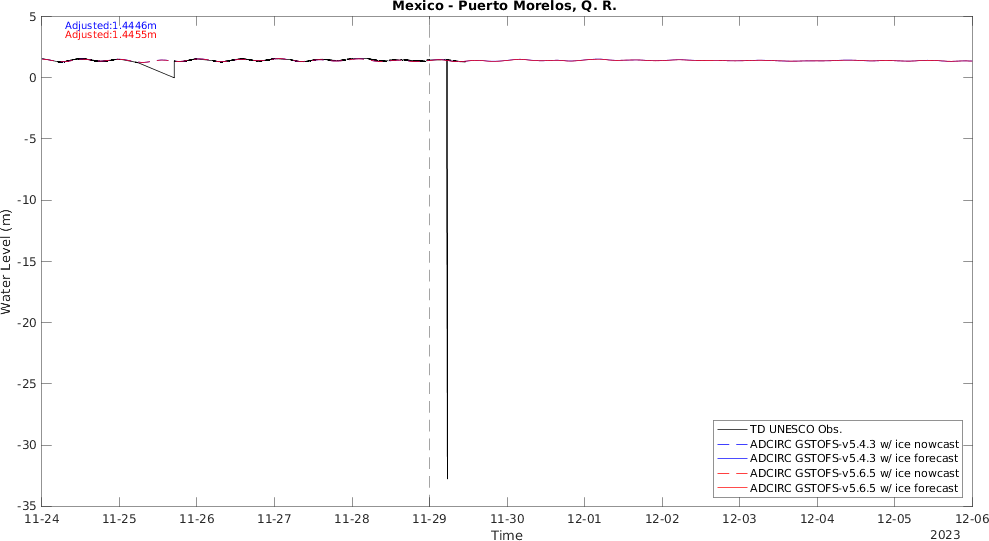 Mexico - Puerto Morelos, Q. R.
Adjusted:1.4446m
Adjusted:1.4455m
5
0
-5
-10
-15
-20
-25
-30
-35
Water Level (m)
11-24 11-25 11-26 11-27 11-28 11-29 11-30 12-01 12-02 12-03 12-04 12-05 12-06
Time
2023
TD UNESCO Obs.
ADCIRC GSTOFS-v5.4.3 w/ ice nowcast
ADCIRC GSTOFS-v5.4.3 w/ ice forecast
ADCIRC GSTOFS-v5.6.5 w/ ice nowcast
ADCIRC GSTOFS-v5.6.5 w/ ice forecast